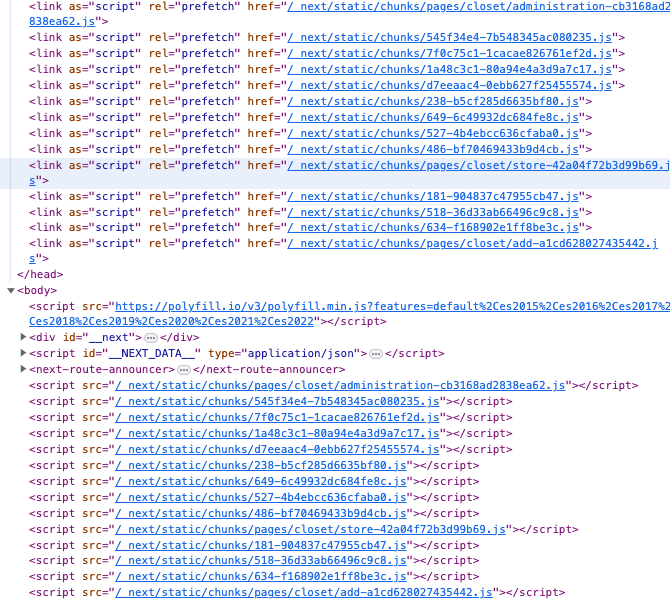 <link as="script" rel="prefetch" href="/_next/static/chunks/pages/closet/administration-cb3168ad2
838ea62.js">
<link as="script" rel="prefetch" href="/_next/static/chunks/545f34e4-7b548345ac080235.js">
<link as="script" rel="prefetch" href="/_next/static/chunks/7f0c75c1-1cacae826761ef2d.js">
<link as="script" rel="prefetch" href="/_next/static/chunks/1a48c3c1-80a94e4a3d9a7c17.js">
<link as="script" rel="prefetch" href="/_next/static/chunks/d7eeaac4-0ebb627f25455574.js">
<link as="script" rel="prefetch" href="/_next/static/chunks/238-b5cf285d6635bf80.js">
<link as="script" rel="prefetch" href="/_next/static/chunks/649-6c49932dc684fe8c.js">
<link as="script" rel="prefetch" href="/_next/static/chunks/527-4b4ebcc636cfaba0.js">
<link as="script" rel="prefetch" href="/_next/static/chunks/486-bf70469433b9d4cb.js">
<link as="script" rel="prefetch" href="/_next/static/chunks/pages/closet/store-42a04f72b3d99b69.j
s">
<link as="script" rel="prefetch" href="/_next/static/chunks/181-904837c47955cb47.js">
<link as="script" rel="prefetch" href="/_next/static/chunks/518-36d33ab66496c9c8.js">
<link as="script" rel="prefetch" href="/_next/static/chunks/634-f168902e1ff8be3c.js">
<link as="script" rel="prefetch" href="/_next/static/chunks/pages/closet/add-a1cd628027435442.j
s">
</head>
<body>
<script src="https://polyfill.io/v3/polyfill.min.js?features=default%2Ces2015%2Ces2016%2Ces2017%2
Ces2018%2Ces2019%2Ces2020%2Ces2021%2Ces2022"></script>
<div id="__next">…</div>
<script id="__NEXT_DATA__" type="application/json">…</script>
<next-route-announcer>…</next-route-announcer>
<script src="/_next/static/chunks/pages/closet/administration-cb3168ad2838ea62.js"></script>
<script src="/_next/static/chunks/545f34e4-7b548345ac080235.js"></script>
<script src="/_next/static/chunks/7f0c75c1-1cacae826761ef2d.js"></script>
<script src="/_next/static/chunks/1a48c3c1-80a94e4a3d9a7c17.js"></script>
<script src="/_next/static/chunks/d7eeaac4-0ebb627f25455574.js"></script>
<script src="/_next/static/chunks/238-b5cf285d6635bf80.js"></script>
<script src="/_next/static/chunks/649-6c49932dc684fe8c.js"></script>
<script src="/_next/static/chunks/527-4b4ebcc636cfaba0.js"></script>
<script src="/_next/static/chunks/486-bf70469433b9d4cb.js"></script>
<script src="/_next/static/chunks/pages/closet/store-42a04f72b3d99b69.js"></script>
<script src="/_next/static/chunks/181-904837c47955cb47.js"></script>
<script src="/_next/static/chunks/518-36d33ab66496c9c8.js"></script>
<script src="/_next/static/chunks/634-f168902e1ff8be3c.js"></script>
<script src="/_next/static/chunks/pages/closet/add-a1cd628027435442.js"></script>